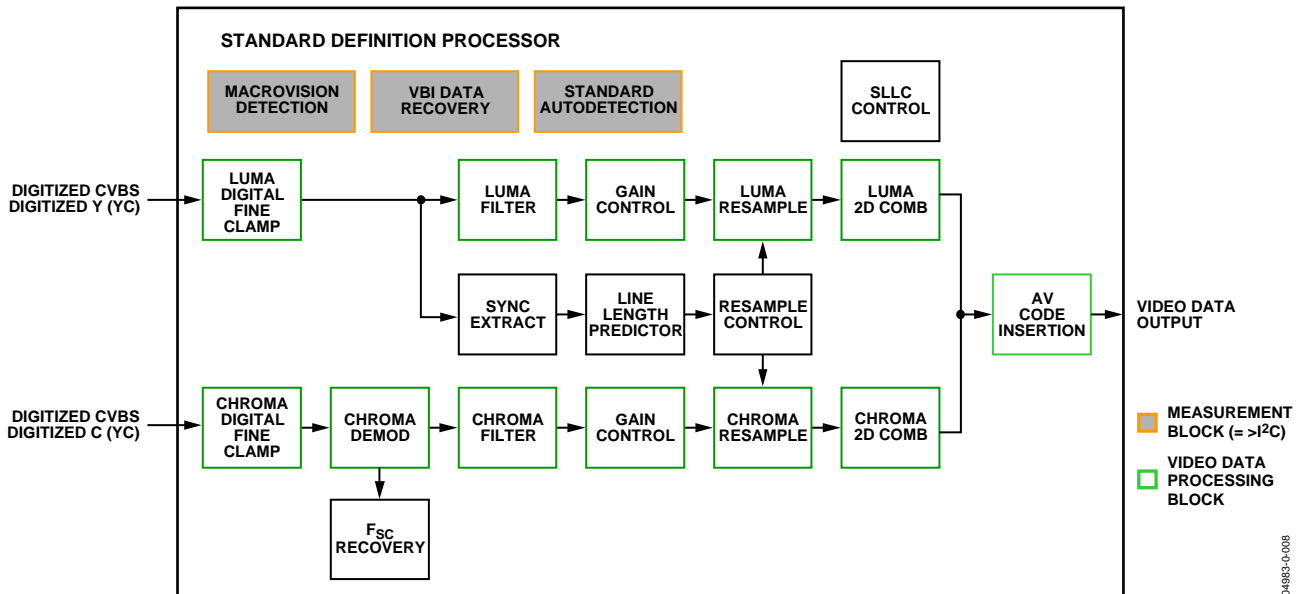 STANDARD DEFINITION PROCESSOR
MACROVISION
DETECTION
VBI DATA
RECOVERY
STANDARD
AUTODETECTION
SLLC
CONTROL
DIGITIZED CVBS
DIGITIZED Y (YC)
LUMA
DIGITAL
FINE
CLAMP
LUMA
FILTER
GAIN
CONTROL
LUMA
RESAMPLE
LUMA
2D COMB
SYNC
EXTRACT
LINE
LENGTH
PREDICTOR
RESAMPLE
CONTROL
AV
CODE
INSERTION
VIDEO DATA
OUTPUT
DIGITIZED CVBS
DIGITIZED C (YC)
CHROMA
DIGITAL
FINE
CLAMP
CHROMA
DEMOD
CHROMA
FILTER
GAIN
CONTROL
CHROMA
RESAMPLE
CHROMA
2D COMB
FSC
RECOVERY
MEASUREMENT
BLOCK (= >I²C)
VIDEO DATA
PROCESSING
BLOCK
04983-0-008